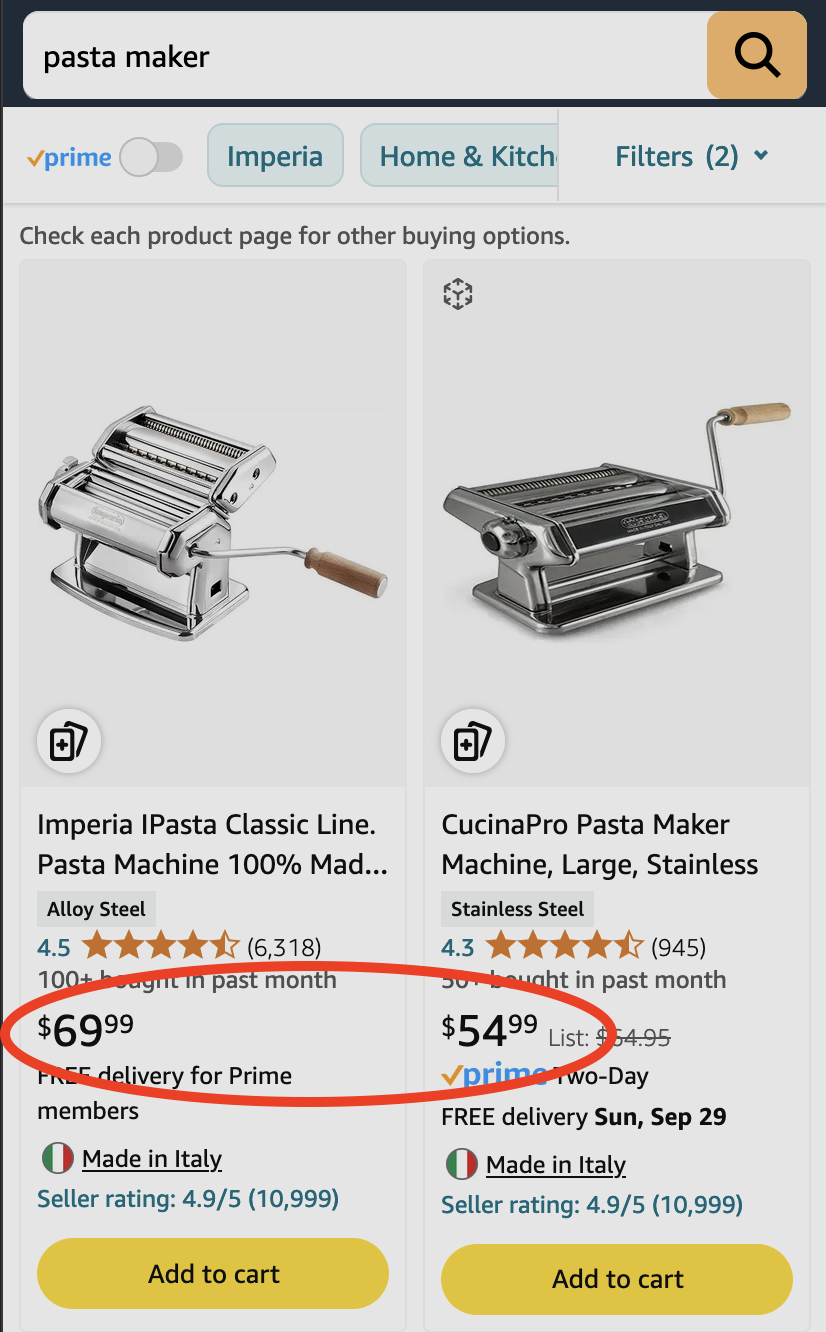 pasta maker
prime
Imperia
Home & Kitch
Filters (2)
Check each product page for other buying options.
Imperia IPasta Classic Line.
Pasta Machine 100% Mad...
Alloy Steel
4.5 (6,318)
100+ bought in past month
$69.99
FREE delivery for Prime
members
Made in Italy
Seller rating: 4.9/5 (10,999)
Add to cart
CucinaPro Pasta Maker
Machine, Large, Stainless
Stainless Steel
4.3 (945)
50+ bought in past month
$54.99 List: $64.95
prime Two-Day
FREE delivery Sun, Sep 29
Made in Italy
Seller rating: 4.9/5 (10,999)
Add to cart